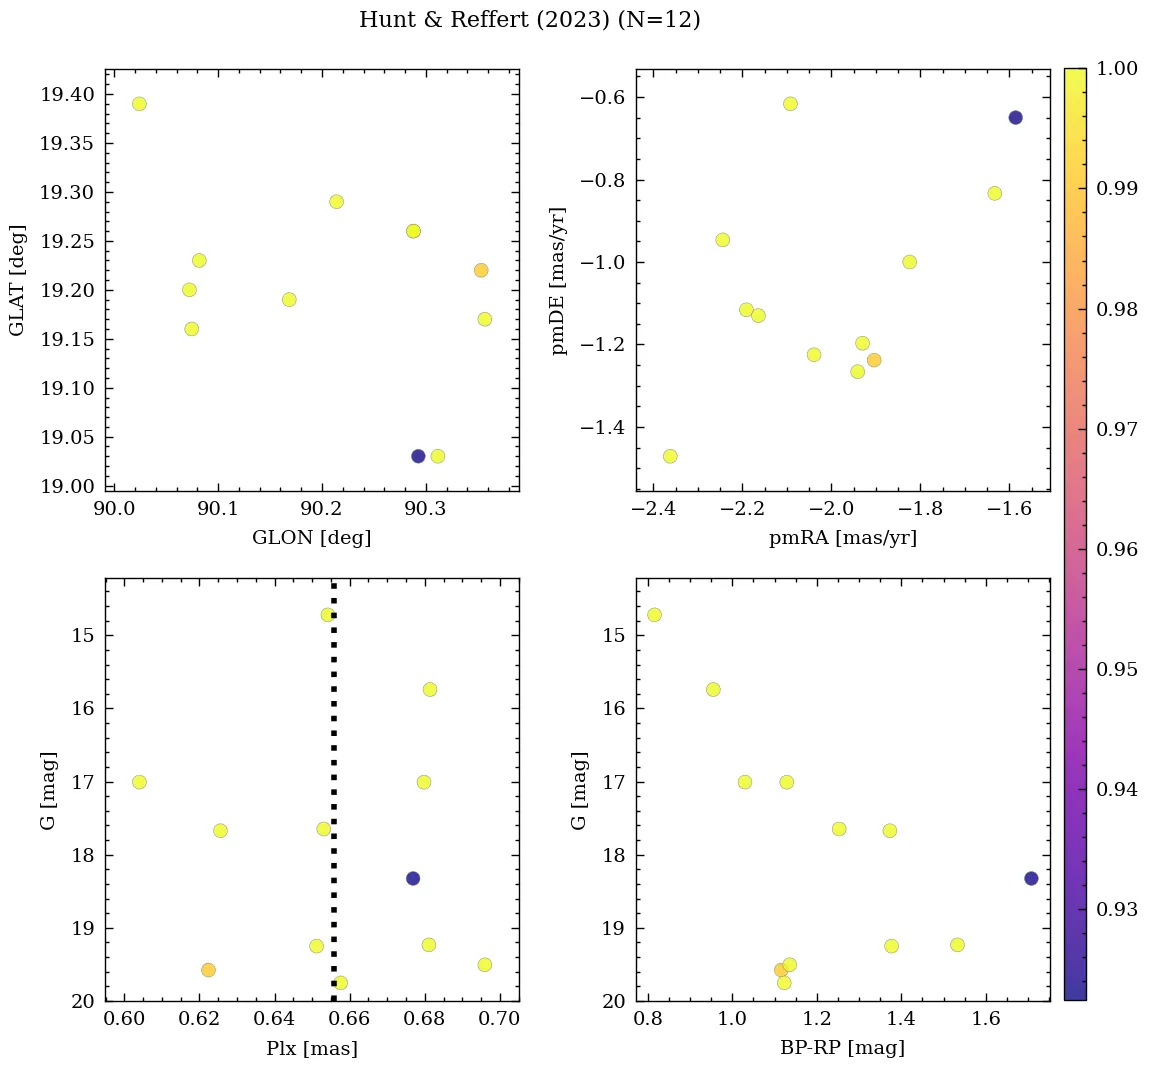 Hunt & Reffert (2023) (N=12)
19.40
19.35
19.30
19.25
19.20
19.15
19.10
19.05
19.00
GLAT [deg]
90.0 90.1 90.2 90.3
GLON [deg]
−0.6
−0.8
−1.0
−1.2
−1.4
pmDE [mas/yr]
−2.4 −2.2 −2.0 −1.8 −1.6
pmRA [mas/yr]
15
16
17
18
19
20
G [mag]
0.60 0.62 0.64 0.66 0.68 0.70
Plx [mas]
15
16
17
18
19
20
G [mag]
0.8 1.0 1.2 1.4 1.6
BP-RP [mag]
1.00
0.99
0.98
0.97
0.96
0.95
0.94
0.93